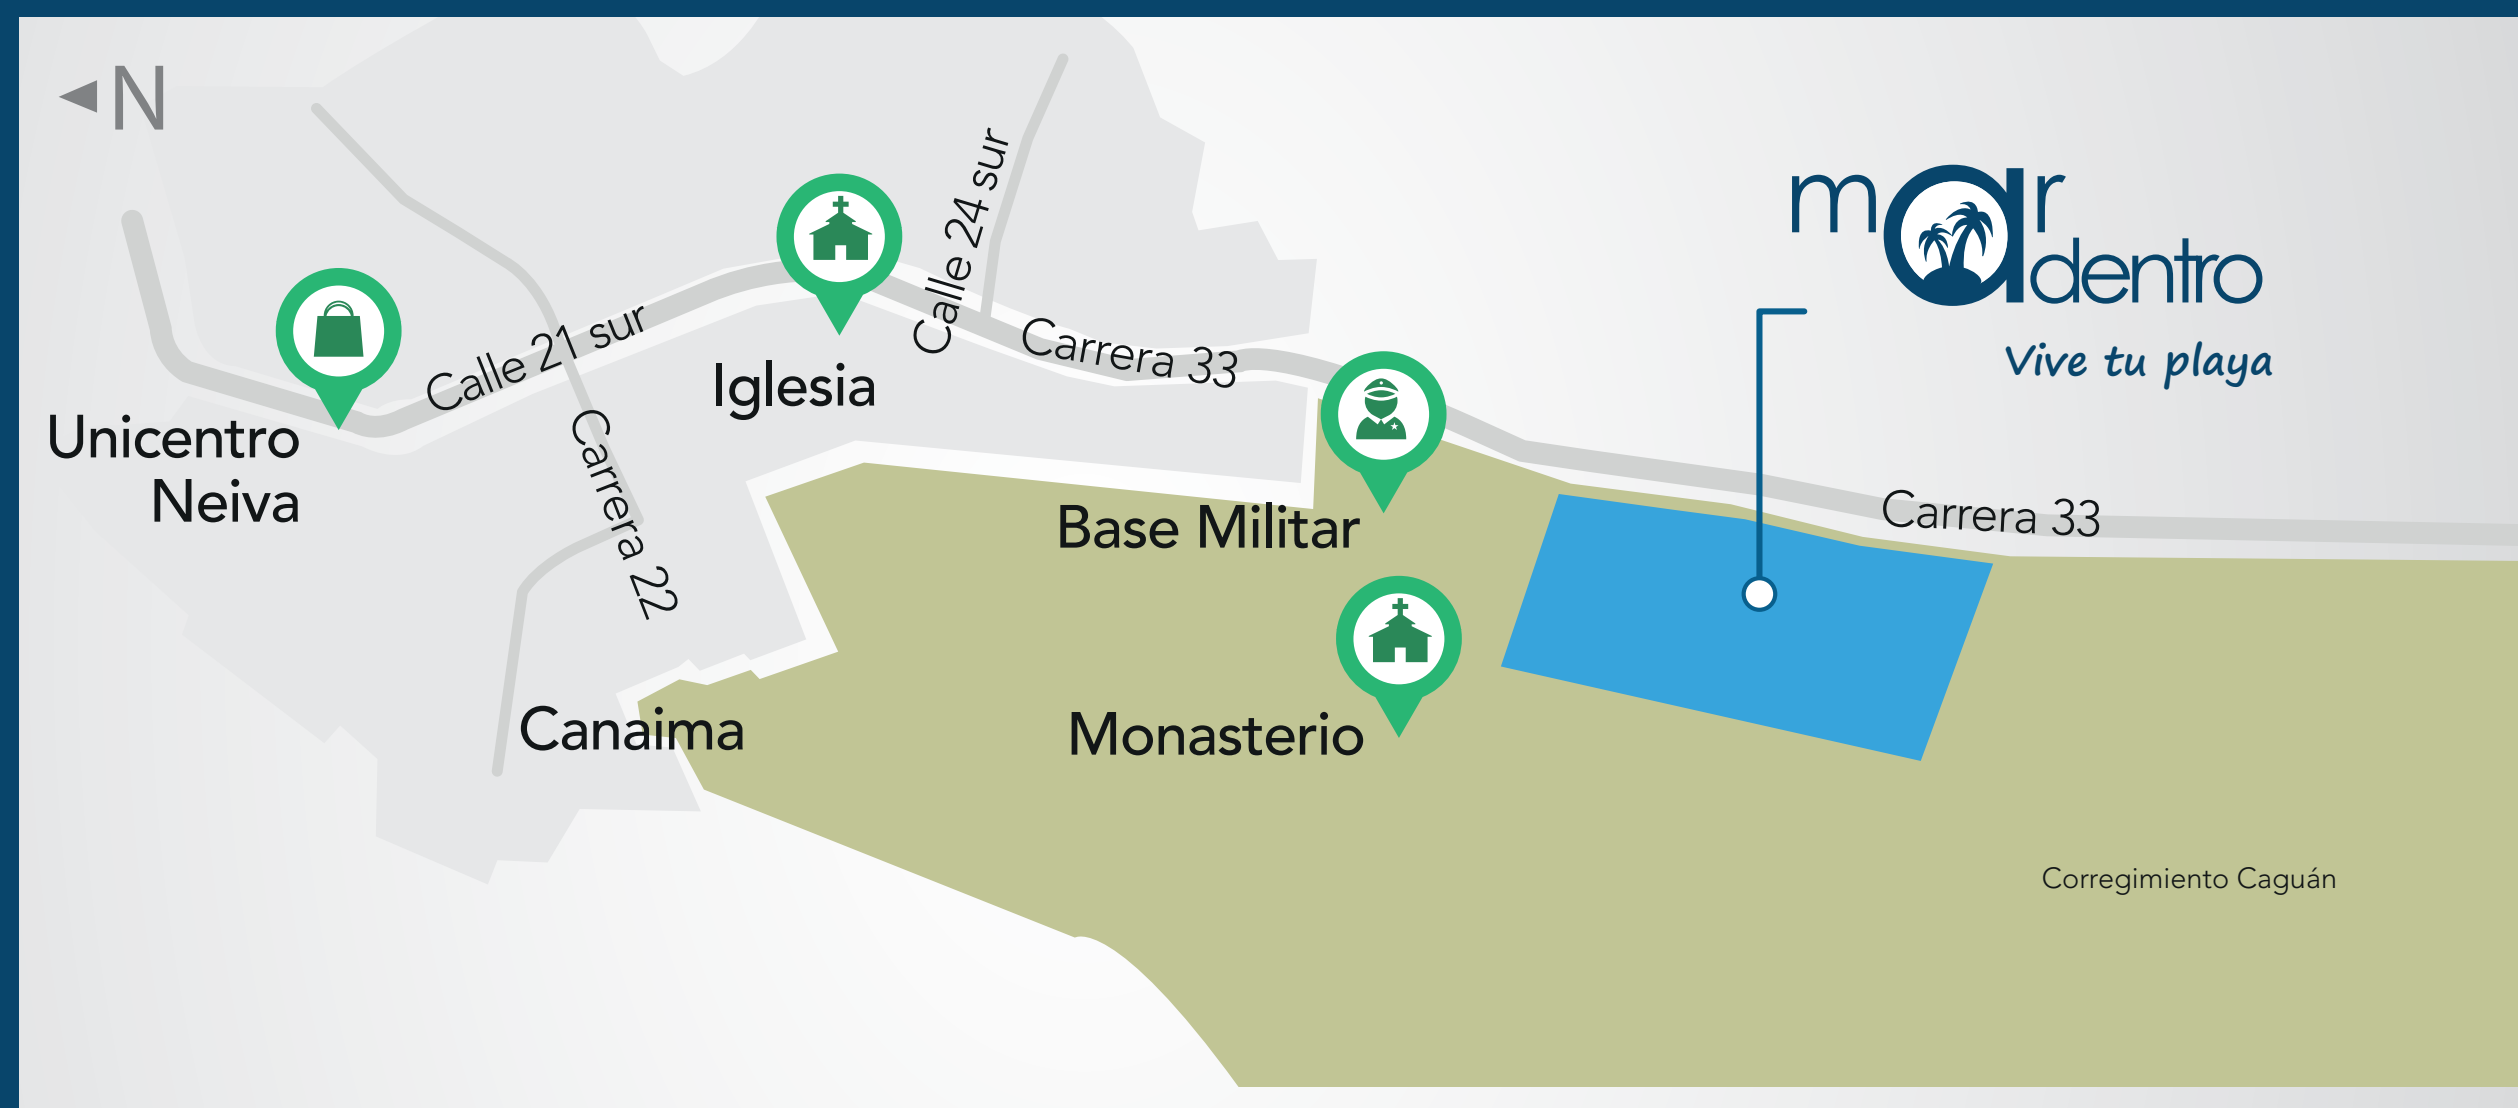 N
mar
adentro
Vive tu playa
Calle 24 sur
Calle 21 sur
Carrera 33
Iglesia
Unicentro
Neiva
Carrera 22
Base Militar
Carrera 33
Canaima
Monasterio
Corregimiento Caguán